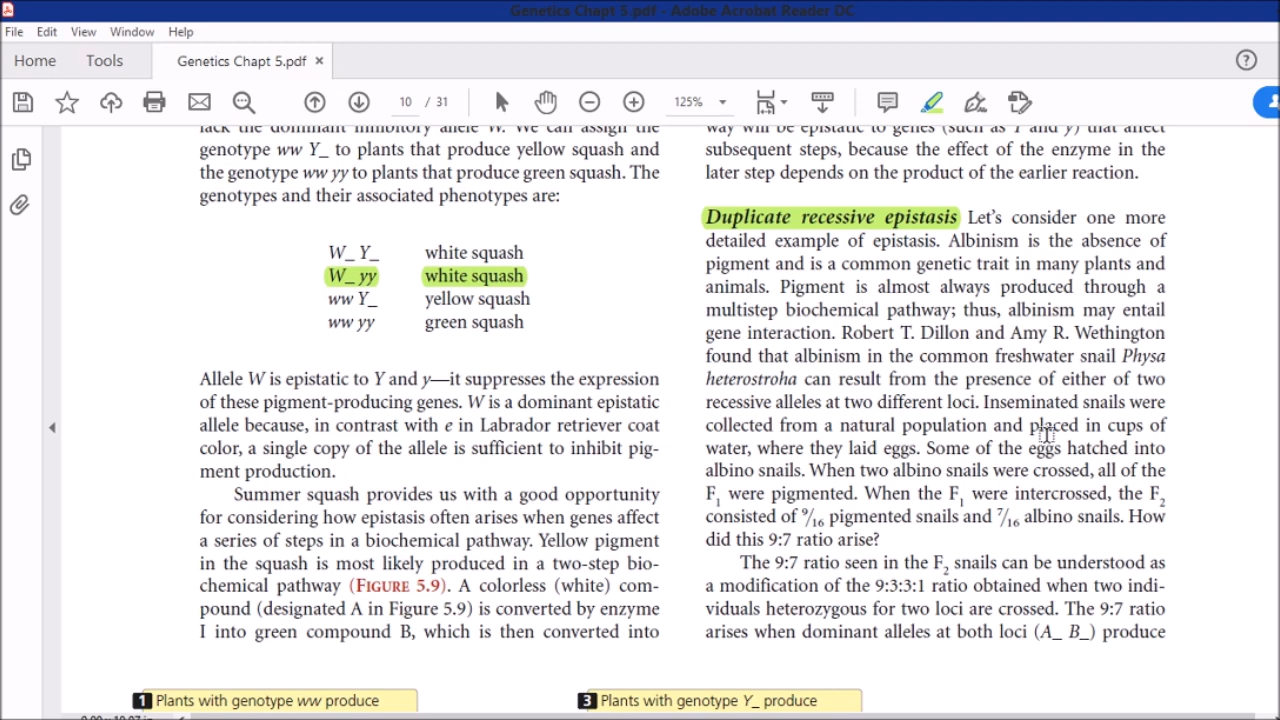 Genetics Chapt 5.pdf - Adobe Acrobat Reader DC
File Edit View Window Help
Home Tools Genetics Chapt 5.pdf ×
10 / 31 125%
lack the dominant inhibitory allele W. We can assign the
genotype ww Y_ to plants that produce yellow squash and
the genotype ww yy to plants that produce green squash. The
genotypes and their associated phenotypes are:
W_ Y_ white squash
W_ yy white squash
ww Y_ yellow squash
ww yy green squash
Allele W is epistatic to Y and y—it suppresses the expression
of these pigment-producing genes. W is a dominant epistatic
allele because, in contrast with e in Labrador retriever coat
color, a single copy of the allele is sufficient to inhibit pig-
ment production.
Summer squash provides us with a good opportunity
for considering how epistasis often arises when genes affect
a series of steps in a biochemical pathway. Yellow pigment
in the squash is most likely produced in a two-step bio-
chemical pathway (FIGURE 5.9). A colorless (white) com-
pound (designated A in Figure 5.9) is converted by enzyme
I into green compound B, which is then converted into
way will be epistatic to genes (such as Y and y) that affect
subsequent steps, because the effect of the enzyme in the
later step depends on the product of the earlier reaction.
Duplicate recessive epistasis Let's consider one more
detailed example of epistasis. Albinism is the absence of
pigment and is a common genetic trait in many plants and
animals. Pigment is almost always produced through a
multistep biochemical pathway; thus, albinism may entail
gene interaction. Robert T. Dillon and Amy R. Wethington
found that albinism in the common freshwater snail Physa
heterostroha can result from the presence of either of two
recessive alleles at two different loci. Inseminated snails were
collected from a natural population and placed in cups of
water, where they laid eggs. Some of the eggs hatched into
albino snails. When two albino snails were crossed, all of the
F1 were pigmented. When the F1 were intercrossed, the F2
consisted of 9/16 pigmented snails and 7/16 albino snails. How
did this 9:7 ratio arise?
The 9:7 ratio seen in the F2 snails can be understood as
a modification of the 9:3:3:1 ratio obtained when two indi-
viduals heterozygous for two loci are crossed. The 9:7 ratio
arises when dominant alleles at both loci (A_ B_) produce
1 Plants with genotype ww produce
3 Plants with genotype Y_ produce